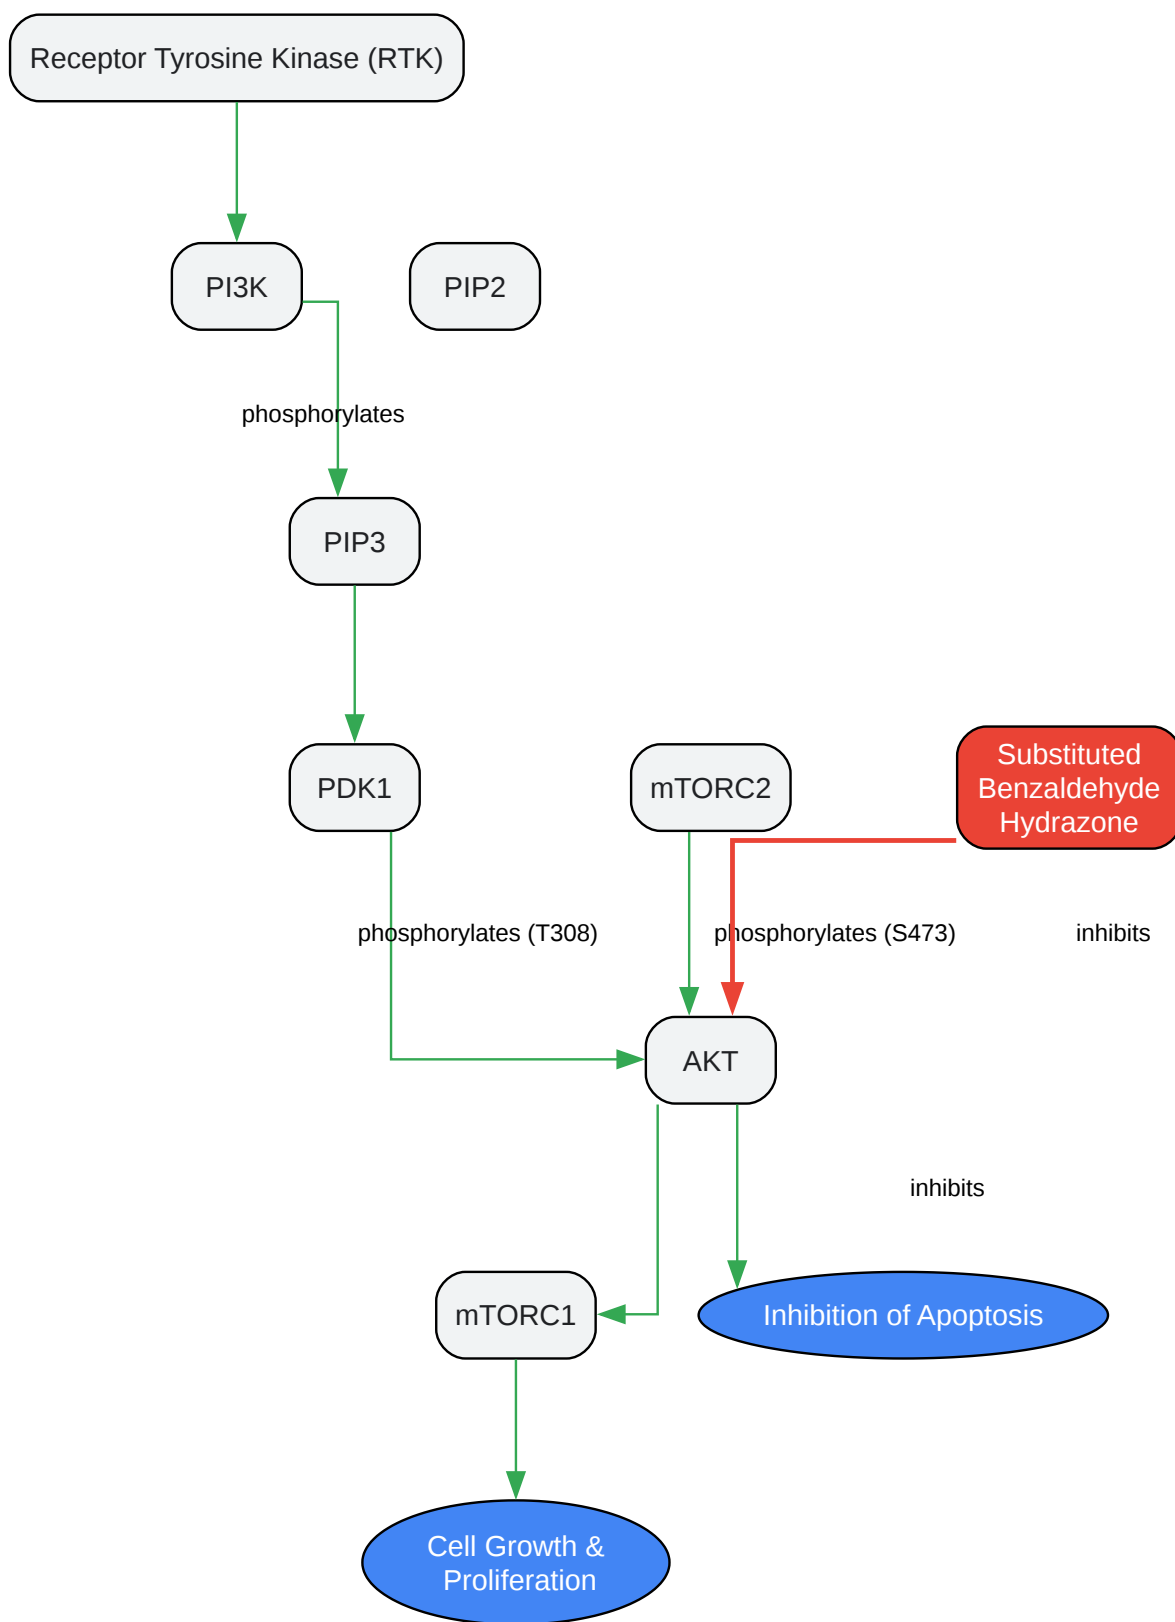 Receptor Tyrosine Kinase (RTK)
PI3K
PIP2
phosphorylates
PIP3
PDK1
mTORC2
Substituted
Benzaldehyde
Hydrazone
phosphorylates (T308)
phosphorylates (S473)
inhibits
AKT
inhibits
mTORC1
Inhibition of Apoptosis
Cell Growth &
Proliferation